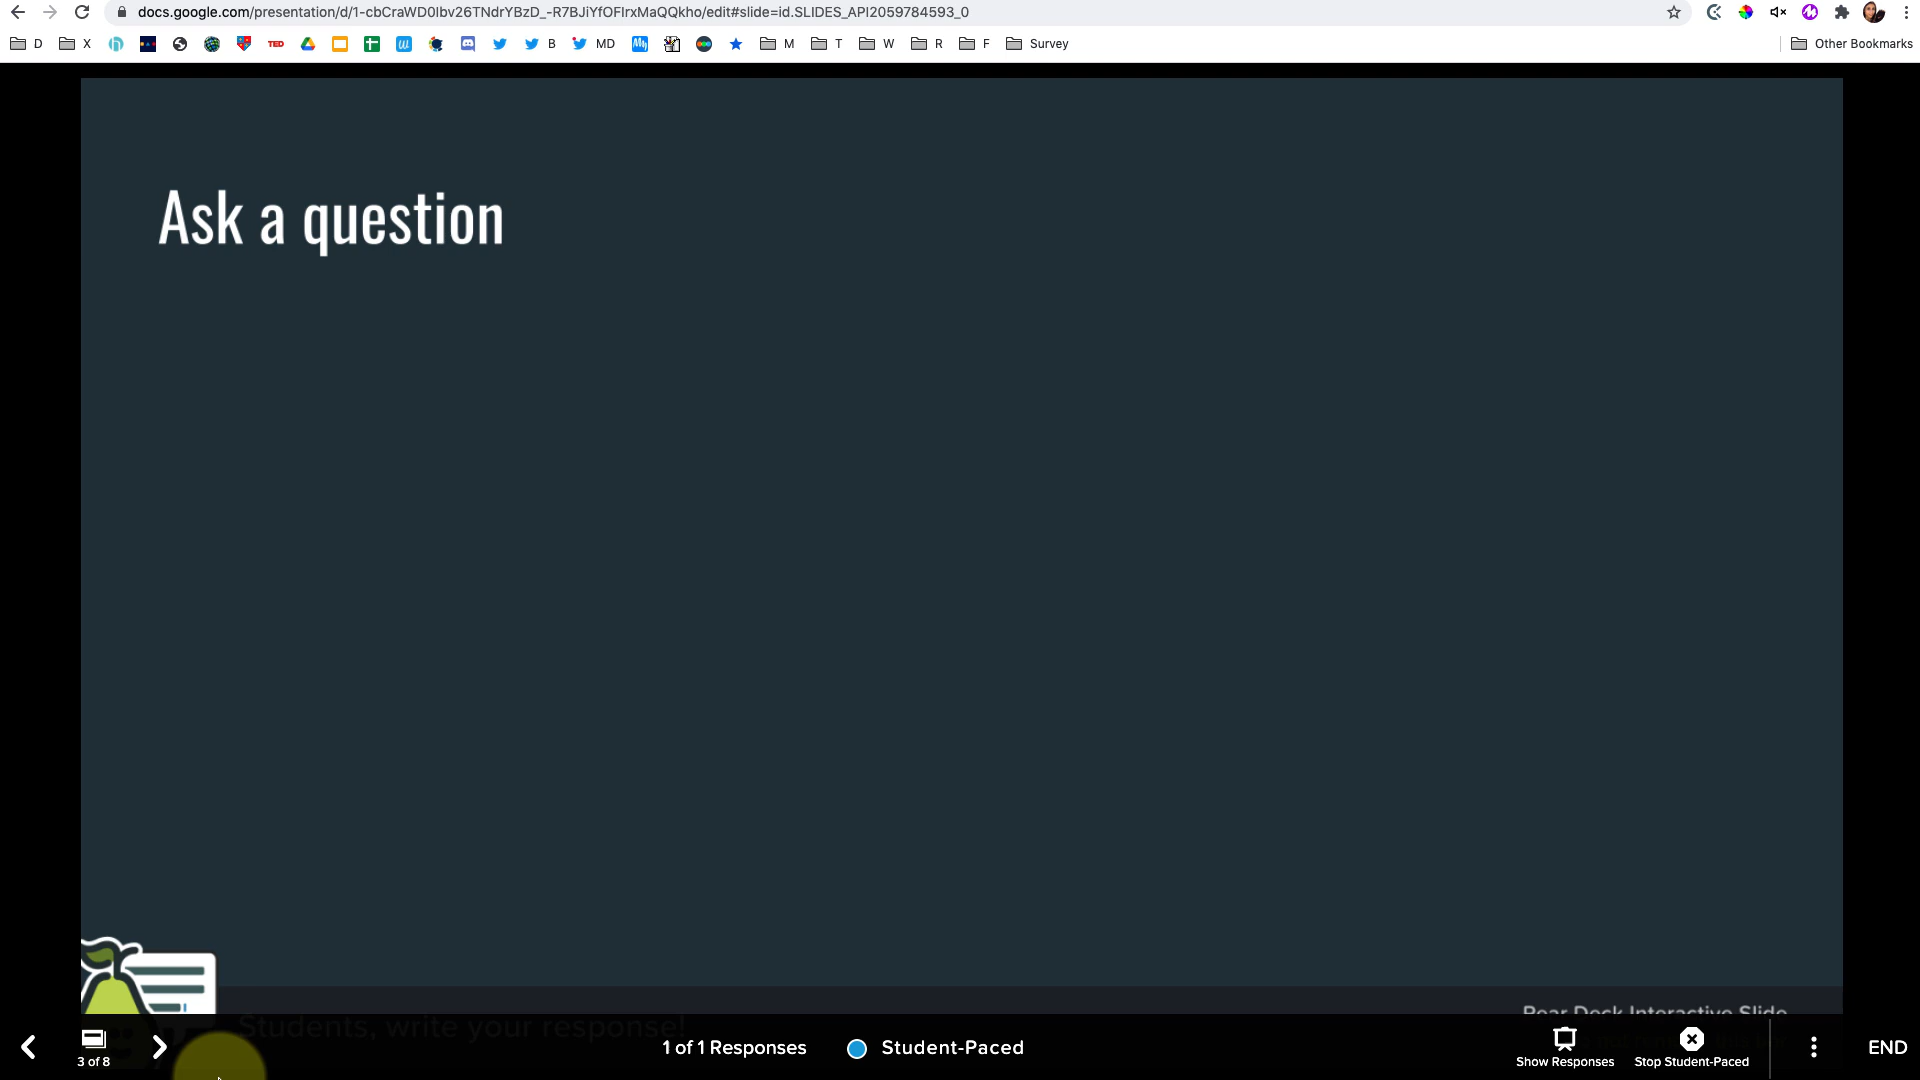 docs.google.com/presentation/d/1-cbCraWD0lbv26TNdrYBzD_-R7BJiYfOFIrxMaQQkho/edit#slide=id.SLIDES_API2059784593_0
D X TED B MD M T W R F Survey Other Bookmarks
Ask a question
Pear Deck Interactive Slide
Students, write your response!
3 of 8
1 of 1 Responses
Student-Paced
Show Responses
Stop Student-Paced
END